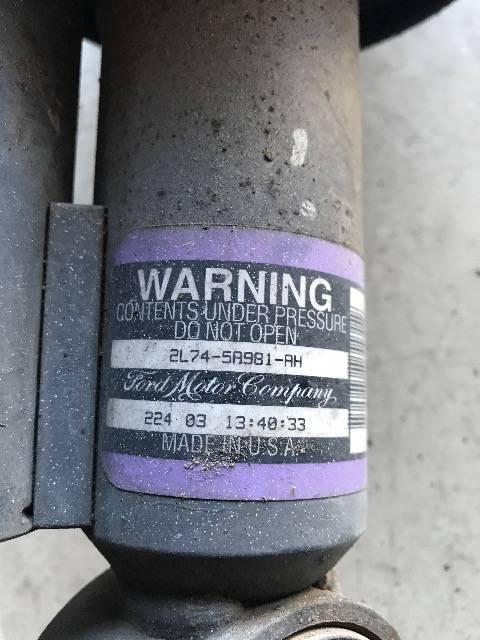 WARNING
CONTENTS UNDER PRESSURE
DO NOT OPEN
2L74-5A981-AH
Ford Motor Company
224 03 13:40:33
MADE IN U.S.A.